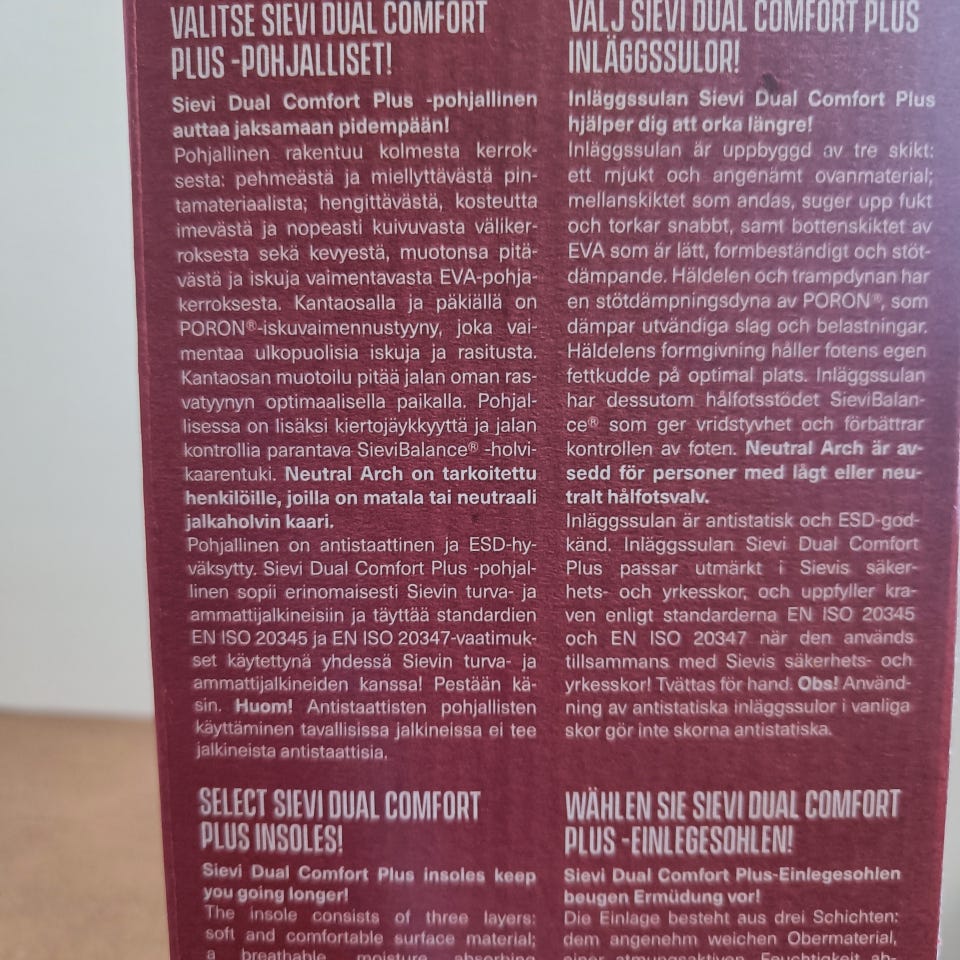 VALITSE SIEVI DUAL COMFORT
PLUS -POHJALLISET!
Sievi Dual Comfort Plus -pohjallinen
auttaa jaksamaan pidempään!
Pohjallinen rakentuu kolmesta kerrok-
sesta: pehmeästä ja miellyttävästä pin-
tamateriaalista; hengittävästä, kosteutta
imevästä ja nopeasti kuivuvasta väliker-
roksesta sekä kevyestä, muotonsa pitä-
västä ja iskuja vaimentavasta EVA-pohja-
kerroksesta. Kantaosalla ja päkiällä on
PORON®-iskuvaimennustyyny, joka vai-
mentaa ulkopuolisia iskuja ja rasitusta.
Kantaosan muotoilu pitää jalan oman ras-
vatyynyn optimaalisella paikalla. Pohjal-
lisessa on lisäksi kiertojäykkyyttä ja jalan
kontrollia parantava SieviBalance® -holvi-
kaarentuki. Neutral Arch on tarkoitettu
henkilöille, joilla on matala tai neutraali
jalkaholvin kaari.
Pohjallinen on antistaattinen ja ESD-hy-
väksytty. Sievi Dual Comfort Plus -pohjal-
linen sopii erinomaisesti Sievin turva- ja
ammattijalkineisiin ja täyttää standardien
EN ISO 20345 ja EN ISO 20347-vaatimuk-
set käytettynä yhdessä Sievin turva- ja
ammattijalkineiden kanssa! Pestään kä-
sin. Huom! Antistaattisten pohjallisten
käyttäminen tavallisissa jalkineissa ei tee
jalkineista antistaattisia.
VÄLJ SIEVI DUAL COMFORT PLUS
INLÄGGSSULOR!
Inläggssulan Sievi Dual Comfort Plus
hjälper dig att orka längre!
Inläggssulan är uppbyggd av tre skikt:
ett mjukt och angenämt ovanmaterial;
mellanskiktet som andas, suger upp fukt
och torkar snabbt, samt bottenskiktet av
EVA som är lätt, formbeständigt och stöt-
dämpande. Häldelen och trampdynan har
en stötdämpningsdyna av PORON®, som
dämpar utvändiga slag och belastningar.
Häldelens formgivning håller fotens egen
fettkudde på optimal plats. Inläggssulan
har dessutom hålfotsstödet SieviBalan-
ce® som ger vridstyvhet och förbättrar
kontrollen av foten. Neutral Arch är av-
sedd för personer med lågt eller neu-
tralt hålfotsvalv.
Inläggssulan är antistatisk och ESD-god-
känd. Inläggssulan Sievi Dual Comfort
Plus passar utmärkt i Sievis säker-
hets- och yrkesskor, och uppfyller kra-
ven enligt standarderna EN ISO 20345
och EN ISO 20347 när den används
tillsammans med Sievis säkerhets- och
yrkesskor! Tvättas för hand. Obs! Använd-
ning av antistatiska inläggssulor i vanliga
skor gör inte skorna antistatiska.
SELECT SIEVI DUAL COMFORT
PLUS INSOLES!
Sievi Dual Comfort Plus insoles keep
you going longer!
The insole consists of three layers:
soft and comfortable surface material;
a breathable, moisture absorbing
WÄHLEN SIE SIEVI DUAL COMFORT
PLUS -EINLEGESOHLEN!
Sievi Dual Comfort Plus-Einlegesohlen
beugen Ermüdung vor!
Die Einlage besteht aus drei Schichten:
dem angenehm weichen Obermaterial,
einer atmungsaktiven, Feuchtigkeit ab-